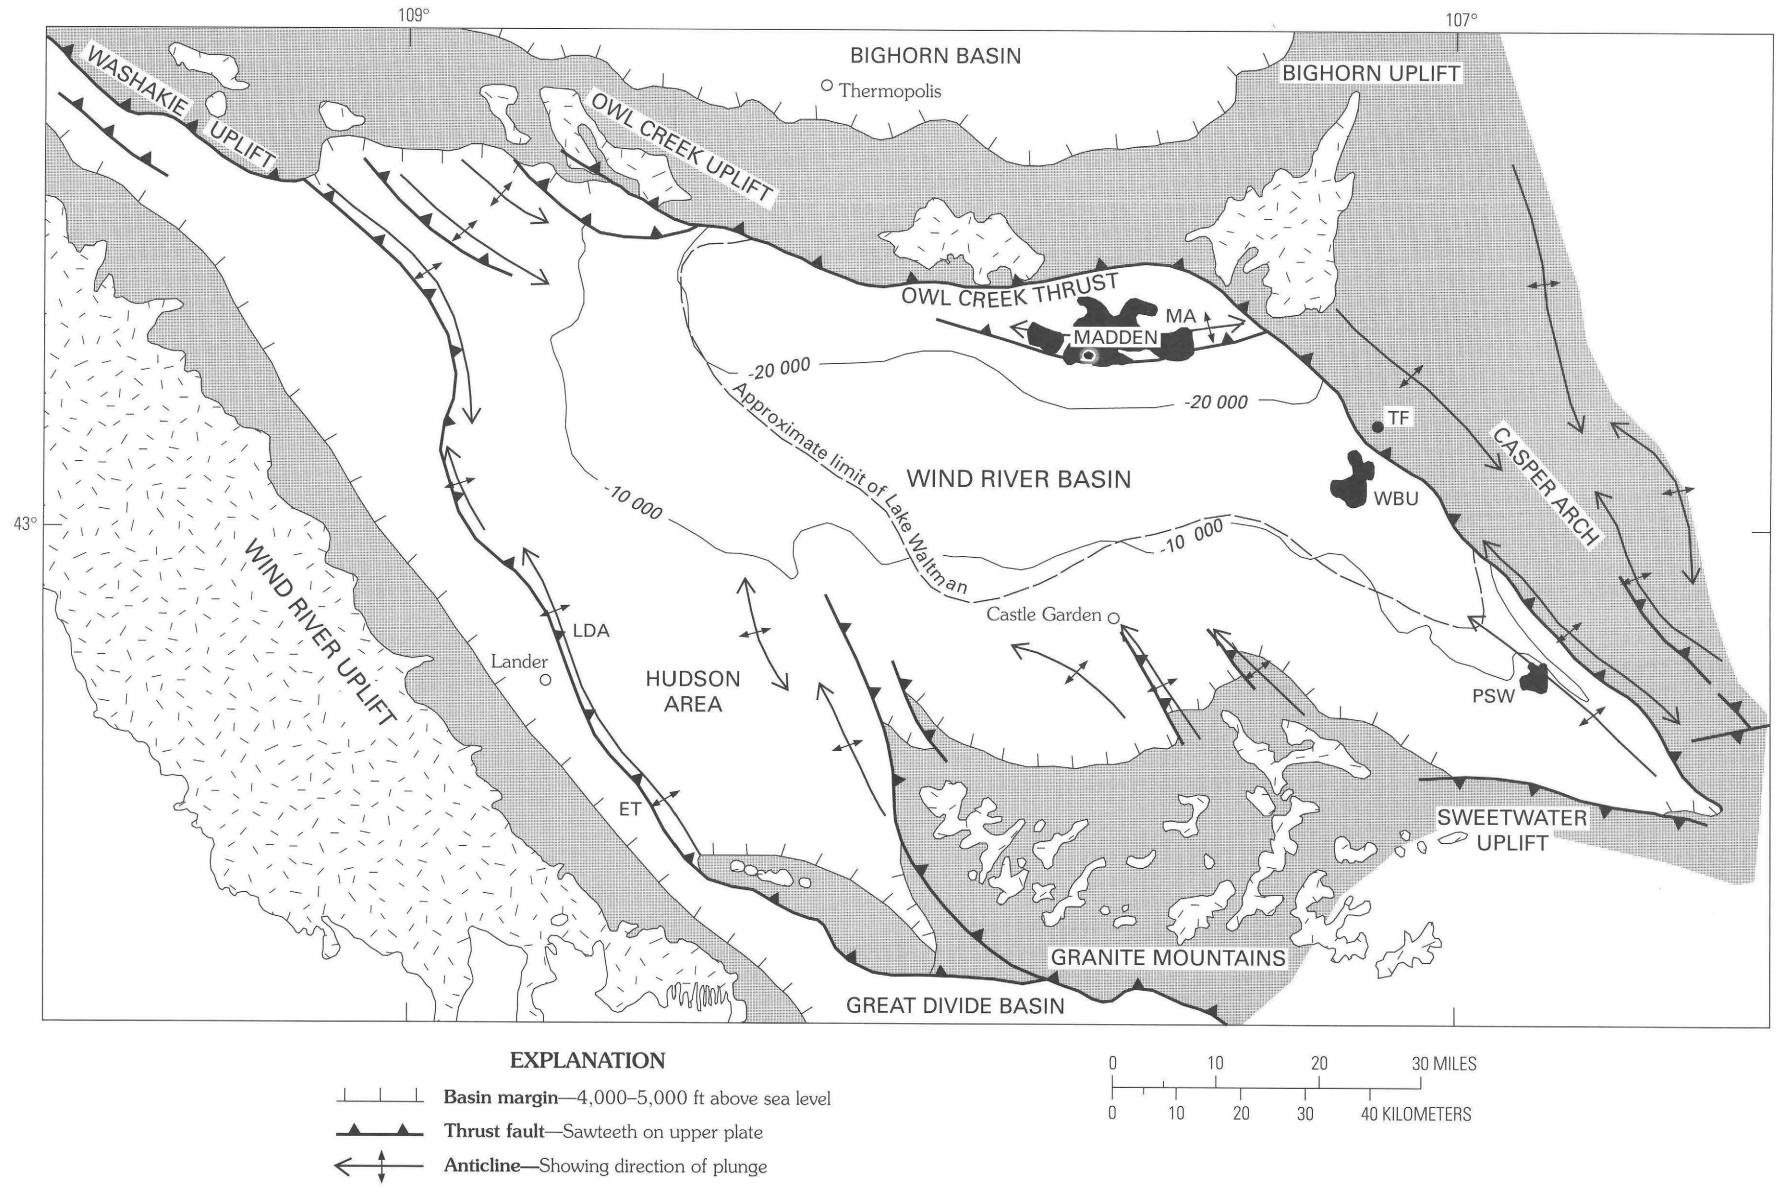 109°
107°
BIGHORN BASIN
Thermopolis
BIGHORN UPLIFT
WASHAKIE
UPLIFT
OWL CREEK UPLIFT
OWL CREEK THRUST
MA
MADDEN
-20 000
-20 000
Approximate limit of Lake Waltman
TF
CASPER ARCH
WIND RIVER BASIN
WBU
-10 000
-10 000
43°
WIND RIVER UPLIFT
Castle Garden
LDA
Lander
HUDSON
AREA
PSW
ET
SWEETWATER
UPLIFT
GRANITE MOUNTAINS
GREAT DIVIDE BASIN
EXPLANATION
Basin margin—4,000–5,000 ft above sea level
Thrust fault—Sawteeth on upper plate
Anticline—Showing direction of plunge
0 10 20 30 MILES
0 10 20 30 40 KILOMETERS